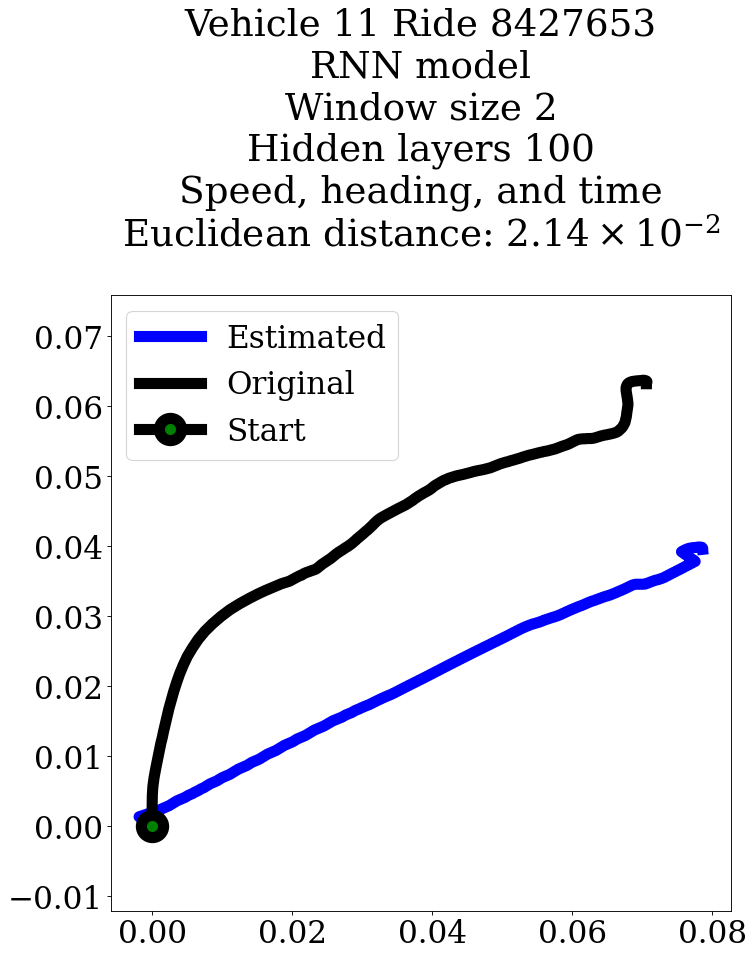 Vehicle 11 Ride 8427653
RNN model
Window size 2
Hidden layers 100
Speed, heading, and time
Euclidean distance: 2.14 × 10⁻²
Estimated
Original
Start
0.07
0.06
0.05
0.04
0.03
0.02
0.01
0.00
−0.01
0.00 0.02 0.04 0.06 0.08